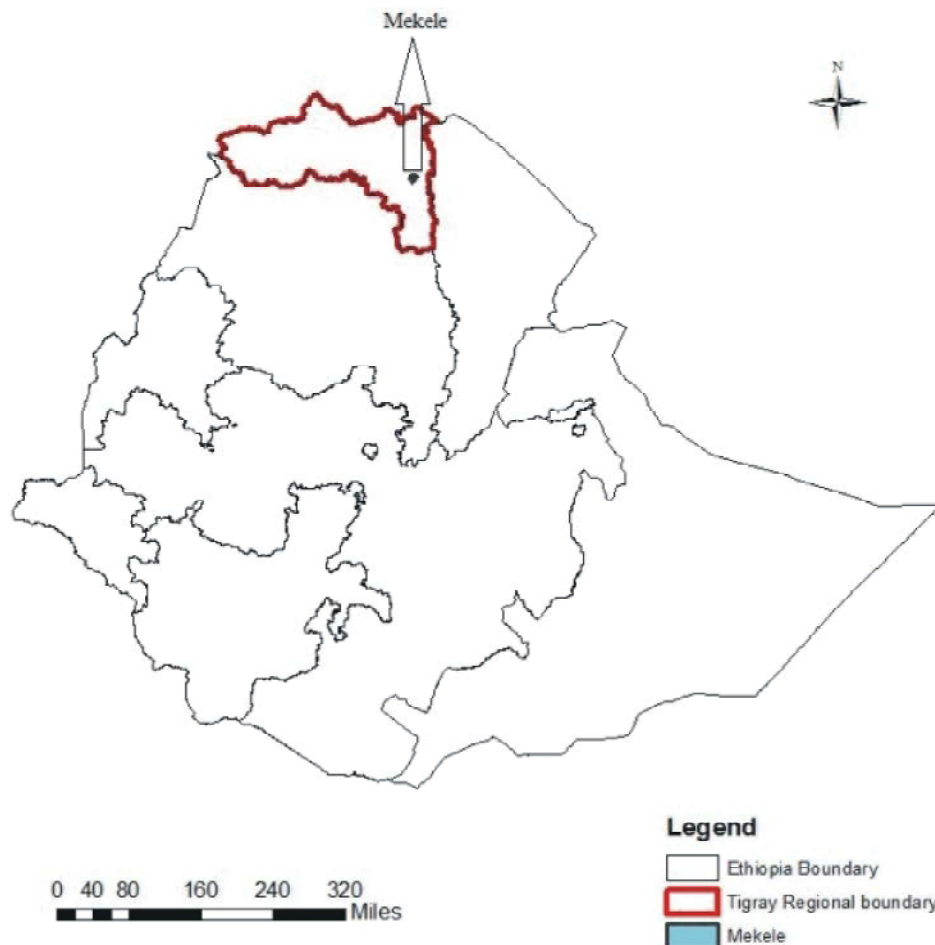 Mekele
N
Legend
Ethiopia Boundary
Tigray Regional boundary
Mekele
0 40 80 160 240 320
Miles